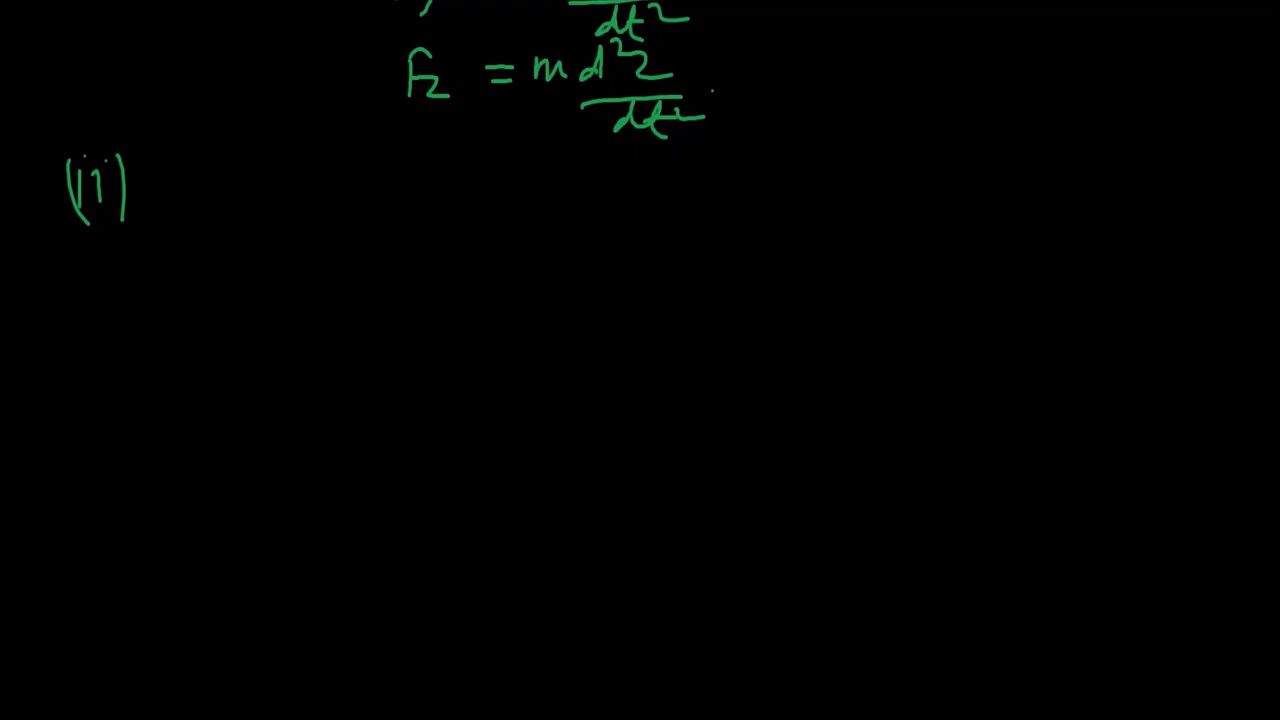 dt²
F_z = m d²z/dt²
(ii)